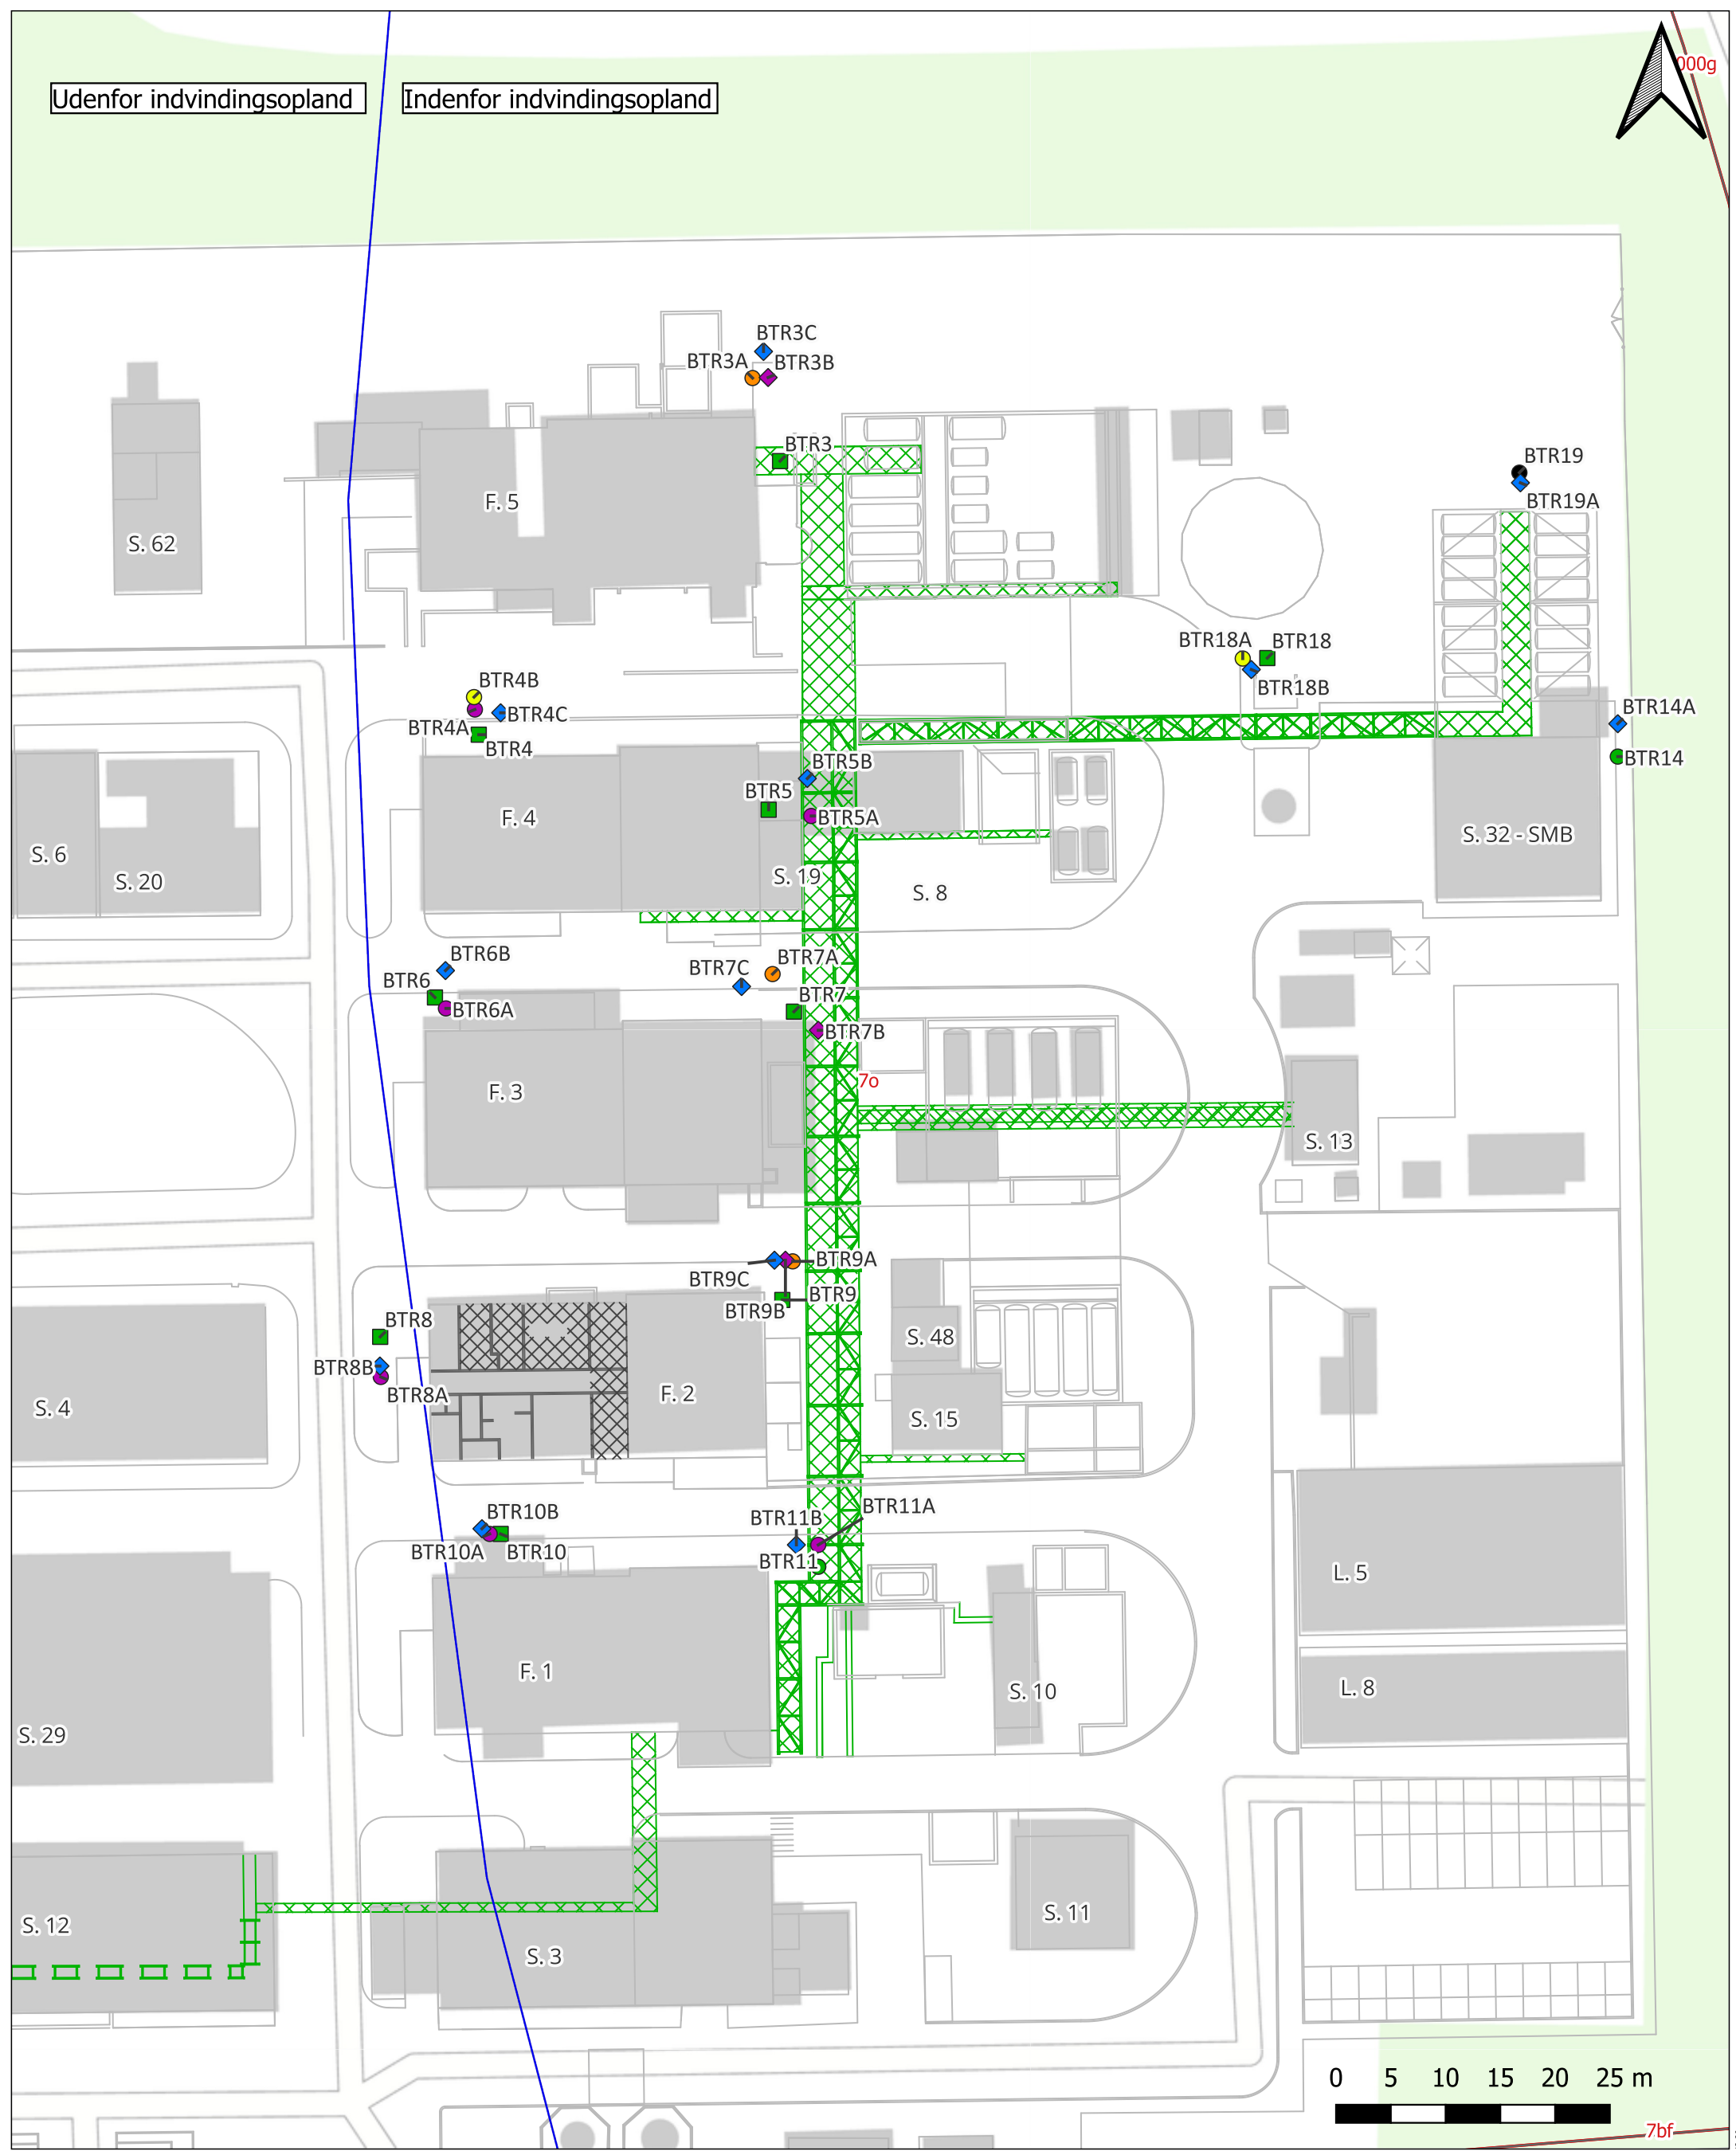 000g
Udenfor indvindingsopland
Indenfor indvindingsopland
BTR3C
BTR3A
BTR3B
BTR3
BTR19
BTR19A
F. 5
S. 62
BTR18A
BTR18
BTR18B
BTR4B
BTR4C
BTR4A
BTR4
BTR14A
BTR14
BTR5B
BTR5
BTR5A
F. 4
S. 32 - SMB
S. 6
S. 20
S. 19
S. 8
BTR6B
BTR6
BTR6A
BTR7C
BTR7A
BTR7
BTR7B
7o
F. 3
S. 13
BTR9A
BTR9C
BTR9
BTR9B
BTR8
BTR8B
BTR8A
S. 48
F. 2
S. 4
S. 15
BTR10B
BTR10A
BTR10
BTR11A
BTR11B
BTR11
L. 5
F. 1
S. 10
L. 8
S. 29
S. 11
S. 12
S. 3
0 5 10 15 20 25 m
7bf